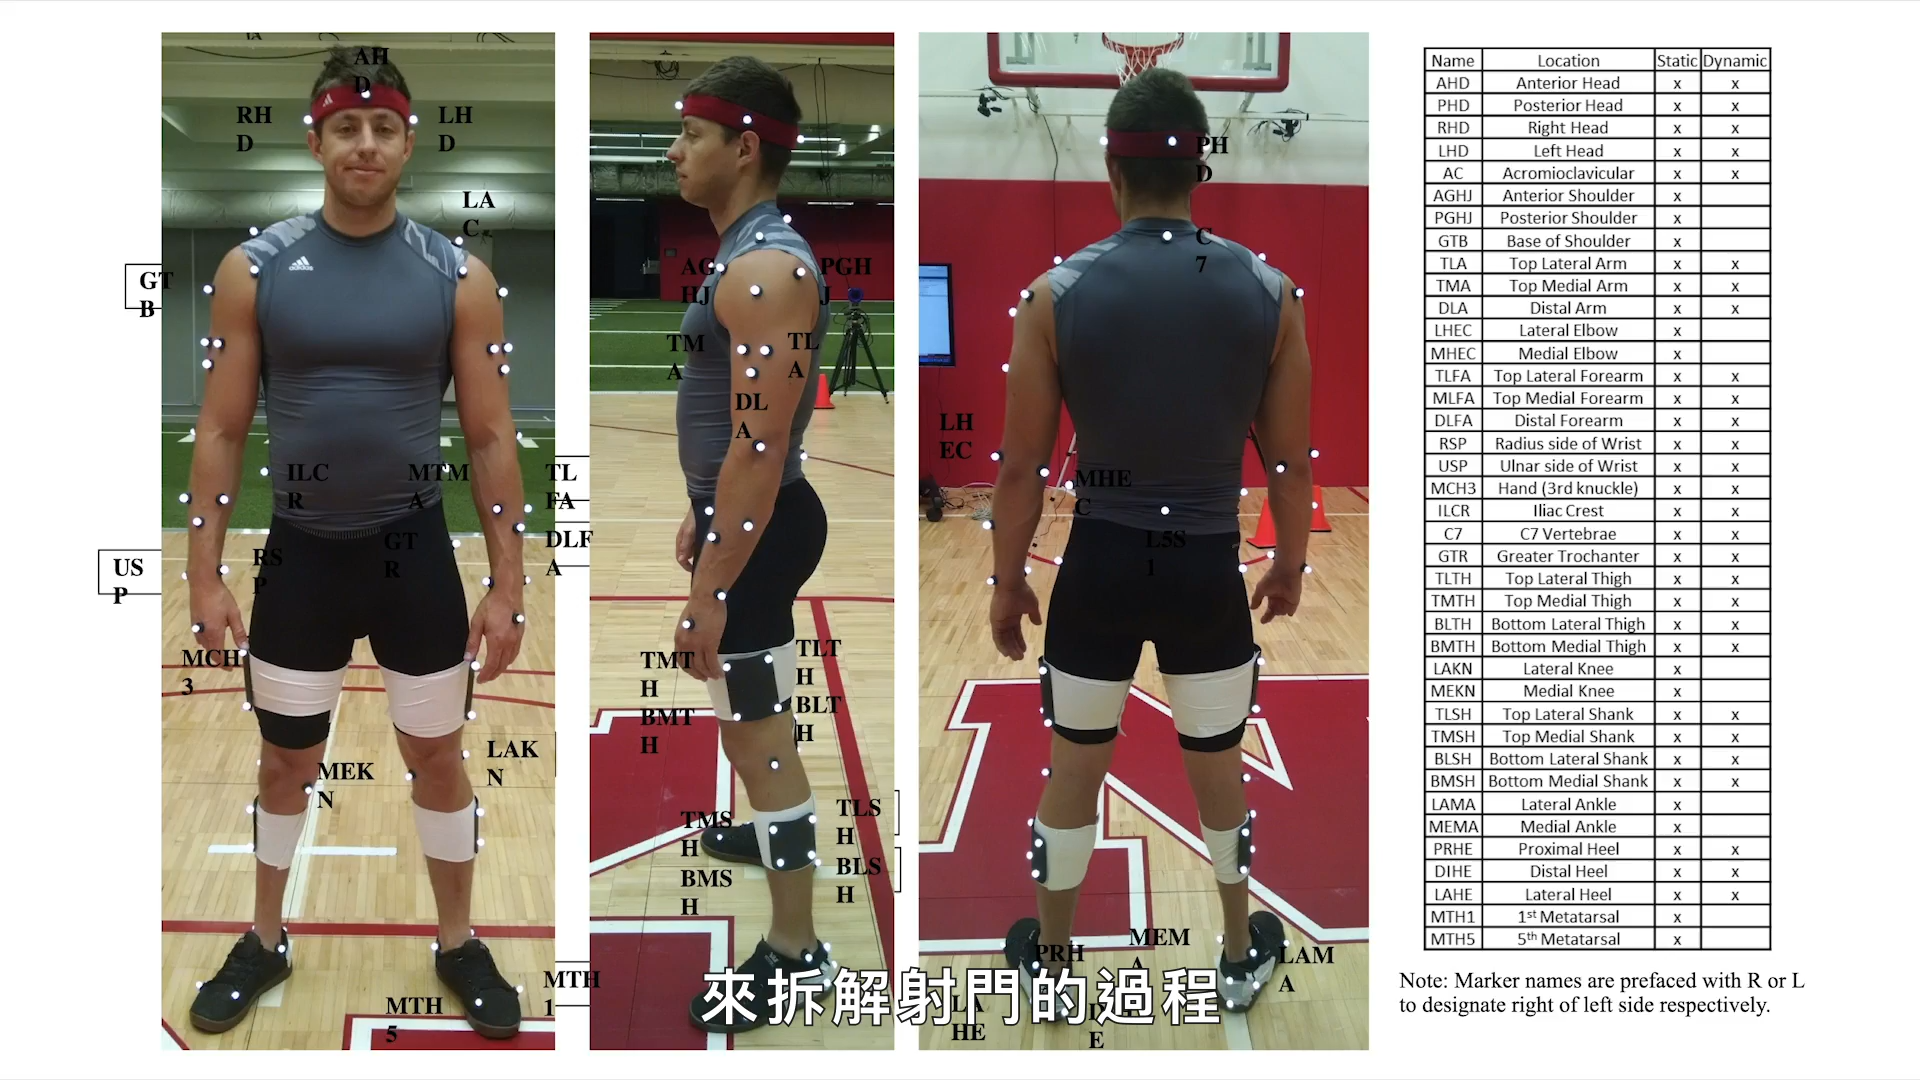 AH
D
RH
D
LH
D
LA
C
GT
B
ILC
R
MTM
A
TL
FA
DLF
A
GT
R
RS
P
US
P
MCH
3
MEK
N
LAK
N
MTH
5
MTH
1
adidas
AG
HJ
PGH
J
TM
A
TL
A
DL
A
TMT
H
TLT
H
BMT
H
BLT
H
TMS
H
TLS
H
BMS
H
BLS
H
PH
D
C
7
LH
EC
MHE
C
L5S
1
PRH
MEM
A
LAM
A
LA
HE
E
Name Location Static Dynamic
AHD Anterior Head x x
PHD Posterior Head x x
RHD Right Head x x
LHD Left Head x x
AC Acromioclavicular x x
AGHJ Anterior Shoulder x
PGHJ Posterior Shoulder x
GTB Base of Shoulder x
TLA Top Lateral Arm x x
TMA Top Medial Arm x x
DLA Distal Arm x x
LHEC Lateral Elbow x
MHEC Medial Elbow x
TLFA Top Lateral Forearm x x
MLFA Top Medial Forearm x x
DLFA Distal Forearm x x
RSP Radius side of Wrist x x
USP Ulnar side of Wrist x x
MCH3 Hand (3rd knuckle) x x
ILCR Iliac Crest x x
C7 C7 Vertebrae x x
GTR Greater Trochanter x x
TLTH Top Lateral Thigh x x
TMTH Top Medial Thigh x x
BLTH Bottom Lateral Thigh x x
BMTH Bottom Medial Thigh x x
LAKN Lateral Knee x
MEKN Medial Knee x
TLSH Top Lateral Shank x x
TMSH Top Medial Shank x x
BLSH Bottom Lateral Shank x x
BMSH Bottom Medial Shank x x
LAMA Lateral Ankle x
MEMA Medial Ankle x
PRHE Proximal Heel x x
DIHE Distal Heel x x
LAHE Lateral Heel x x
MTH1 1st Metatarsal x
MTH5 5th Metatarsal x
Note: Marker names are prefaced with R or L
to designate right of left side respectively.
來拆解射門的過程